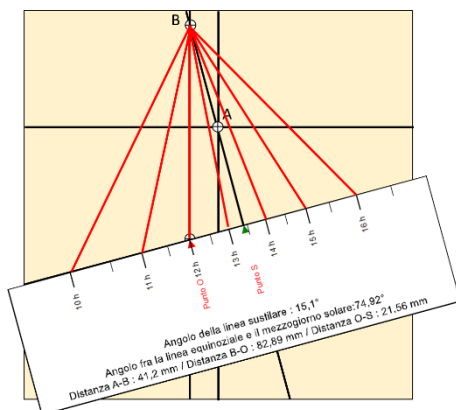 B
A
10 h
11 h
12 h
13 h
14 h
15 h
16 h
Punto O
Punto S
Angolo della linea sustilare : 15,1°
Angolo fra la linea equinoziale e il mezzogiorno solare:74,92°
Distanza A-B : 41,2 mm / Distanza B-O : 82,89 mm / Distanza O-S : 21,56 mm